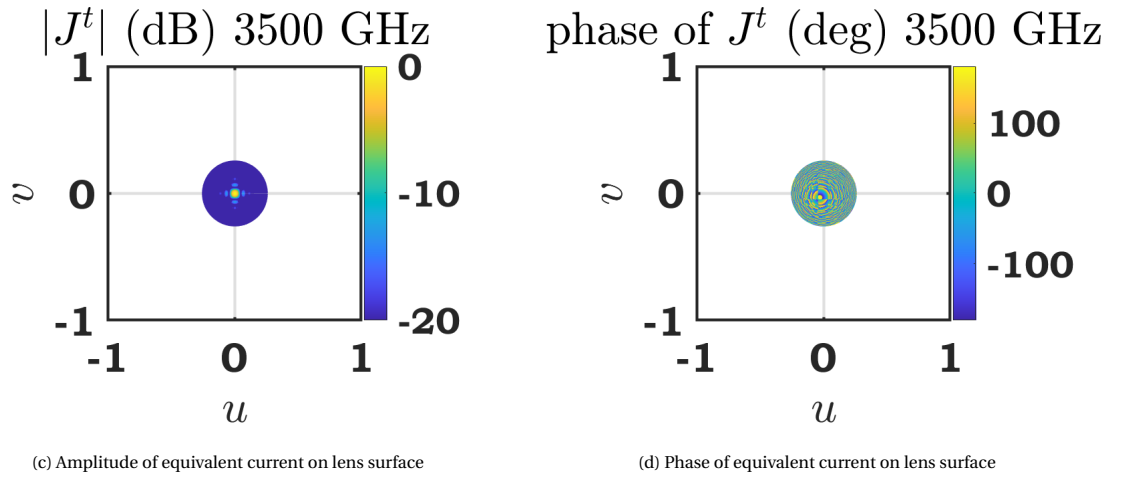 |J^t| (dB) 3500 GHz
phase of J^t (deg) 3500 GHz
1
0
-1
v
-1
0
1
u
0
-10
-20
1
0
-1
v
-1
0
1
u
100
0
-100
(c) Amplitude of equivalent current on lens surface
(d) Phase of equivalent current on lens surface